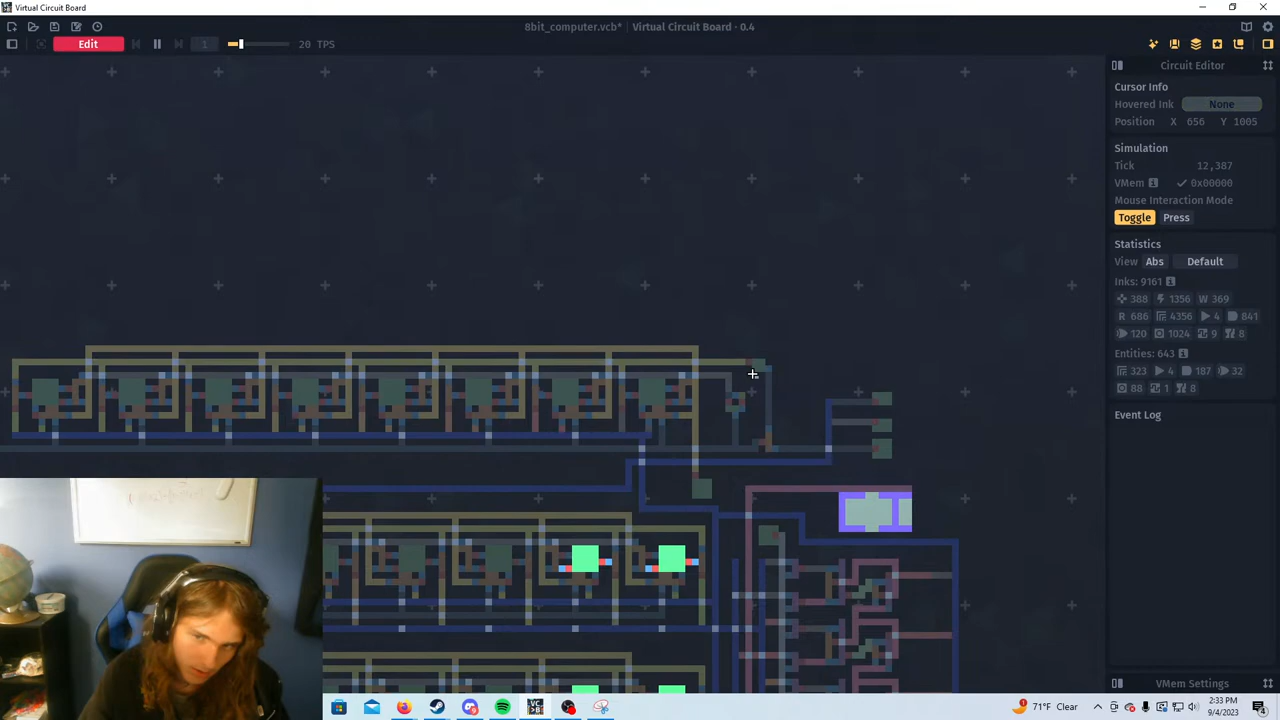 Virtual Circuit Board
8bit_computer.vcb* Virtual Circuit Board - 0.4
Edit 1 20 TPS
Circuit Editor
Cursor Info
Hovered Ink None
Position X 656 Y 1005
Simulation
Tick 12,387
VMem 0x00000
Mouse Interaction Mode
Toggle Press
Statistics
View Abs Default
Inks: 9161
388 1356 W 369
R 686 4356 4 841
120 1024 9 8
Entities: 643
323 4 187 32
88 1 8
Event Log
VMem Settings
71°F Clear 2:33 PM
9/4/2023